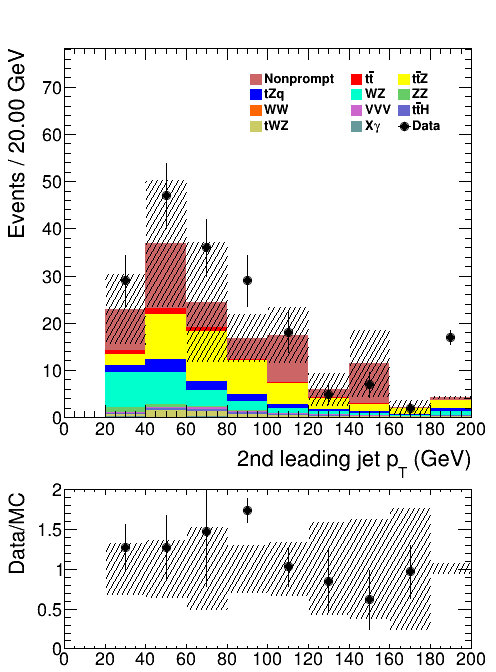 Events / 20.00 GeV
70
60
50
40
30
20
10
0
Nonprompt
tt̄
tt̄Z
tZq
WZ
ZZ
WW
VVV
tt̄H
tWZ
Xγ
Data
0 20 40 60 80 100 120 140 160 180 200
2nd leading jet p_T (GeV)
Data/MC
2
1.5
1
0.5
0
0 20 40 60 80 100 120 140 160 180 200